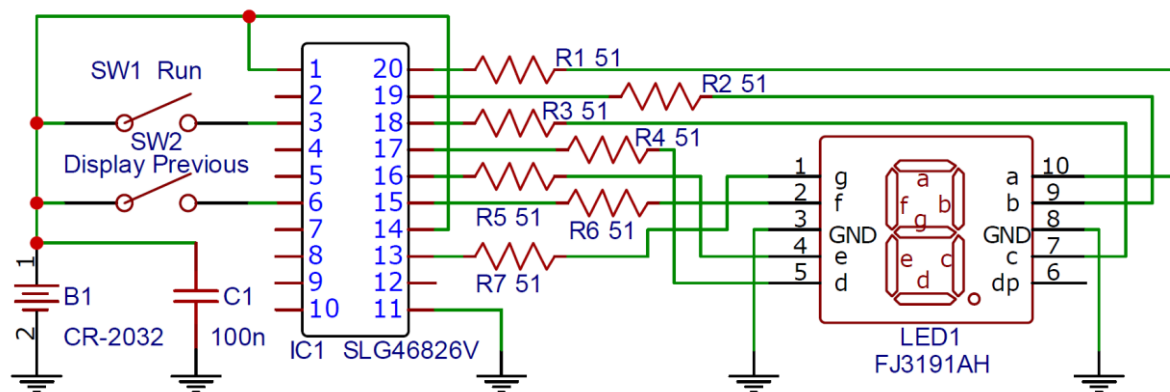 SW1 Run
SW2
Display Previous
1
2
B1
CR-2032
C1
100n
1 20
2 19
3 18
4 17
5 16
6 15
7 14
8 13
9 12
10 11
IC1 SLG46826V
R1 51
R2 51
R3 51
R4 51
R5 51
R6 51
R7 51
1 g a 10
2 f b 9
3 GND GND 8
4 e c 7
5 d dp 6
a
f b
g
e c
d
LED1
FJ3191AH